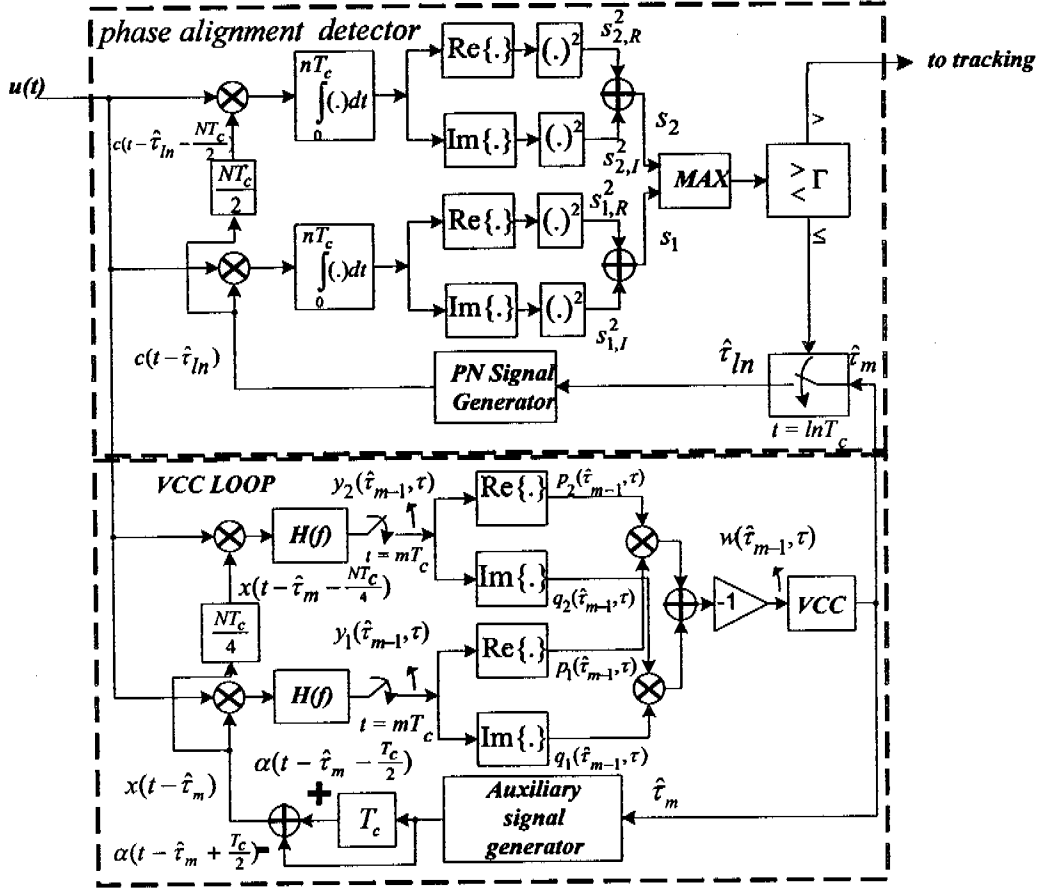 phase alignment detector
u(t)
nT_c
∫(.)dt
0
Re{.}
(.)²
s²_{2,R}
to tracking
Im{.}
(.)²
s²_{2,I}
s_2
MAX
>
> < Γ
≤
c(t-τ̂_{ln}-NT_c/2)
NT_c/2
nT_c
∫(.)dt
0
Re{.}
(.)²
s²_{1,R}
s_1
Im{.}
(.)²
s²_{1,I}
c(t-τ̂_{ln})
PN Signal
Generator
τ̂_{ln}
τ̂_m
t = lnT_c
VCC LOOP
y_2(τ̂_{m-1},τ)
H(f)
t = mT_c
Re{.}
p_2(τ̂_{m-1},τ)
Im{.}
q_2(τ̂_{m-1},τ)
x(t-τ̂_m-NT_c/4)
NT_c/4
w(τ̂_{m-1},τ)
-1
VCC
y_1(τ̂_{m-1},τ)
H(f)
t = mT_c
Re{.}
p_1(τ̂_{m-1},τ)
Im{.}
q_1(τ̂_{m-1},τ)
x(t-τ̂_m)
α(t-τ̂_m-T_c/2)
+
T_c
Auxiliary
signal
generator
τ̂_m
α(t-τ̂_m+T_c/2)
-